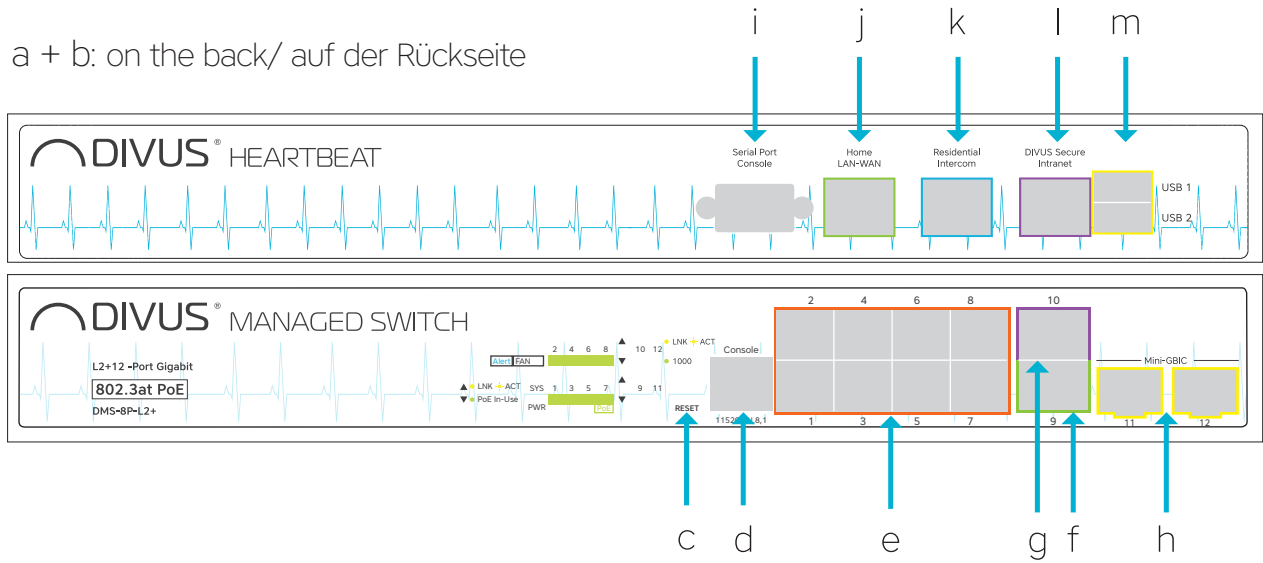 i j k l m
a + b: on the back/ auf der Rückseite
DIVUS® HEARTBEAT
Serial Port
Console
Home
LAN-WAN
Residential
Intercom
DIVUS Secure
Intranet
USB 1
USB 2
DIVUS® MANAGED SWITCH
L2+12 -Port Gigabit
802.3at PoE
DMS-8P-L2+
Alert FAN
2 4 6 8
10 12
LNK ACT
1000
LNK ACT
PoE In-Use
SYS
PWR
1 3 5 7
9 11
PoE
RESET
Console
2 4 6 8
1 3 5 7
10
9
Mini-GBIC
11 12
c d e g f h